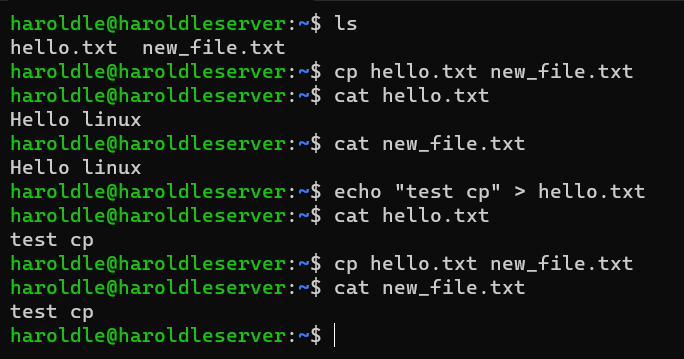 haroldle@haroldleserver:~$ ls
hello.txt  new_file.txt
haroldle@haroldleserver:~$ cp hello.txt new_file.txt
haroldle@haroldleserver:~$ cat hello.txt
Hello linux
haroldle@haroldleserver:~$ cat new_file.txt
Hello linux
haroldle@haroldleserver:~$ echo "test cp" > hello.txt
haroldle@haroldleserver:~$ cat hello.txt
test cp
haroldle@haroldleserver:~$ cp hello.txt new_file.txt
haroldle@haroldleserver:~$ cat new_file.txt
test cp
haroldle@haroldleserver:~$